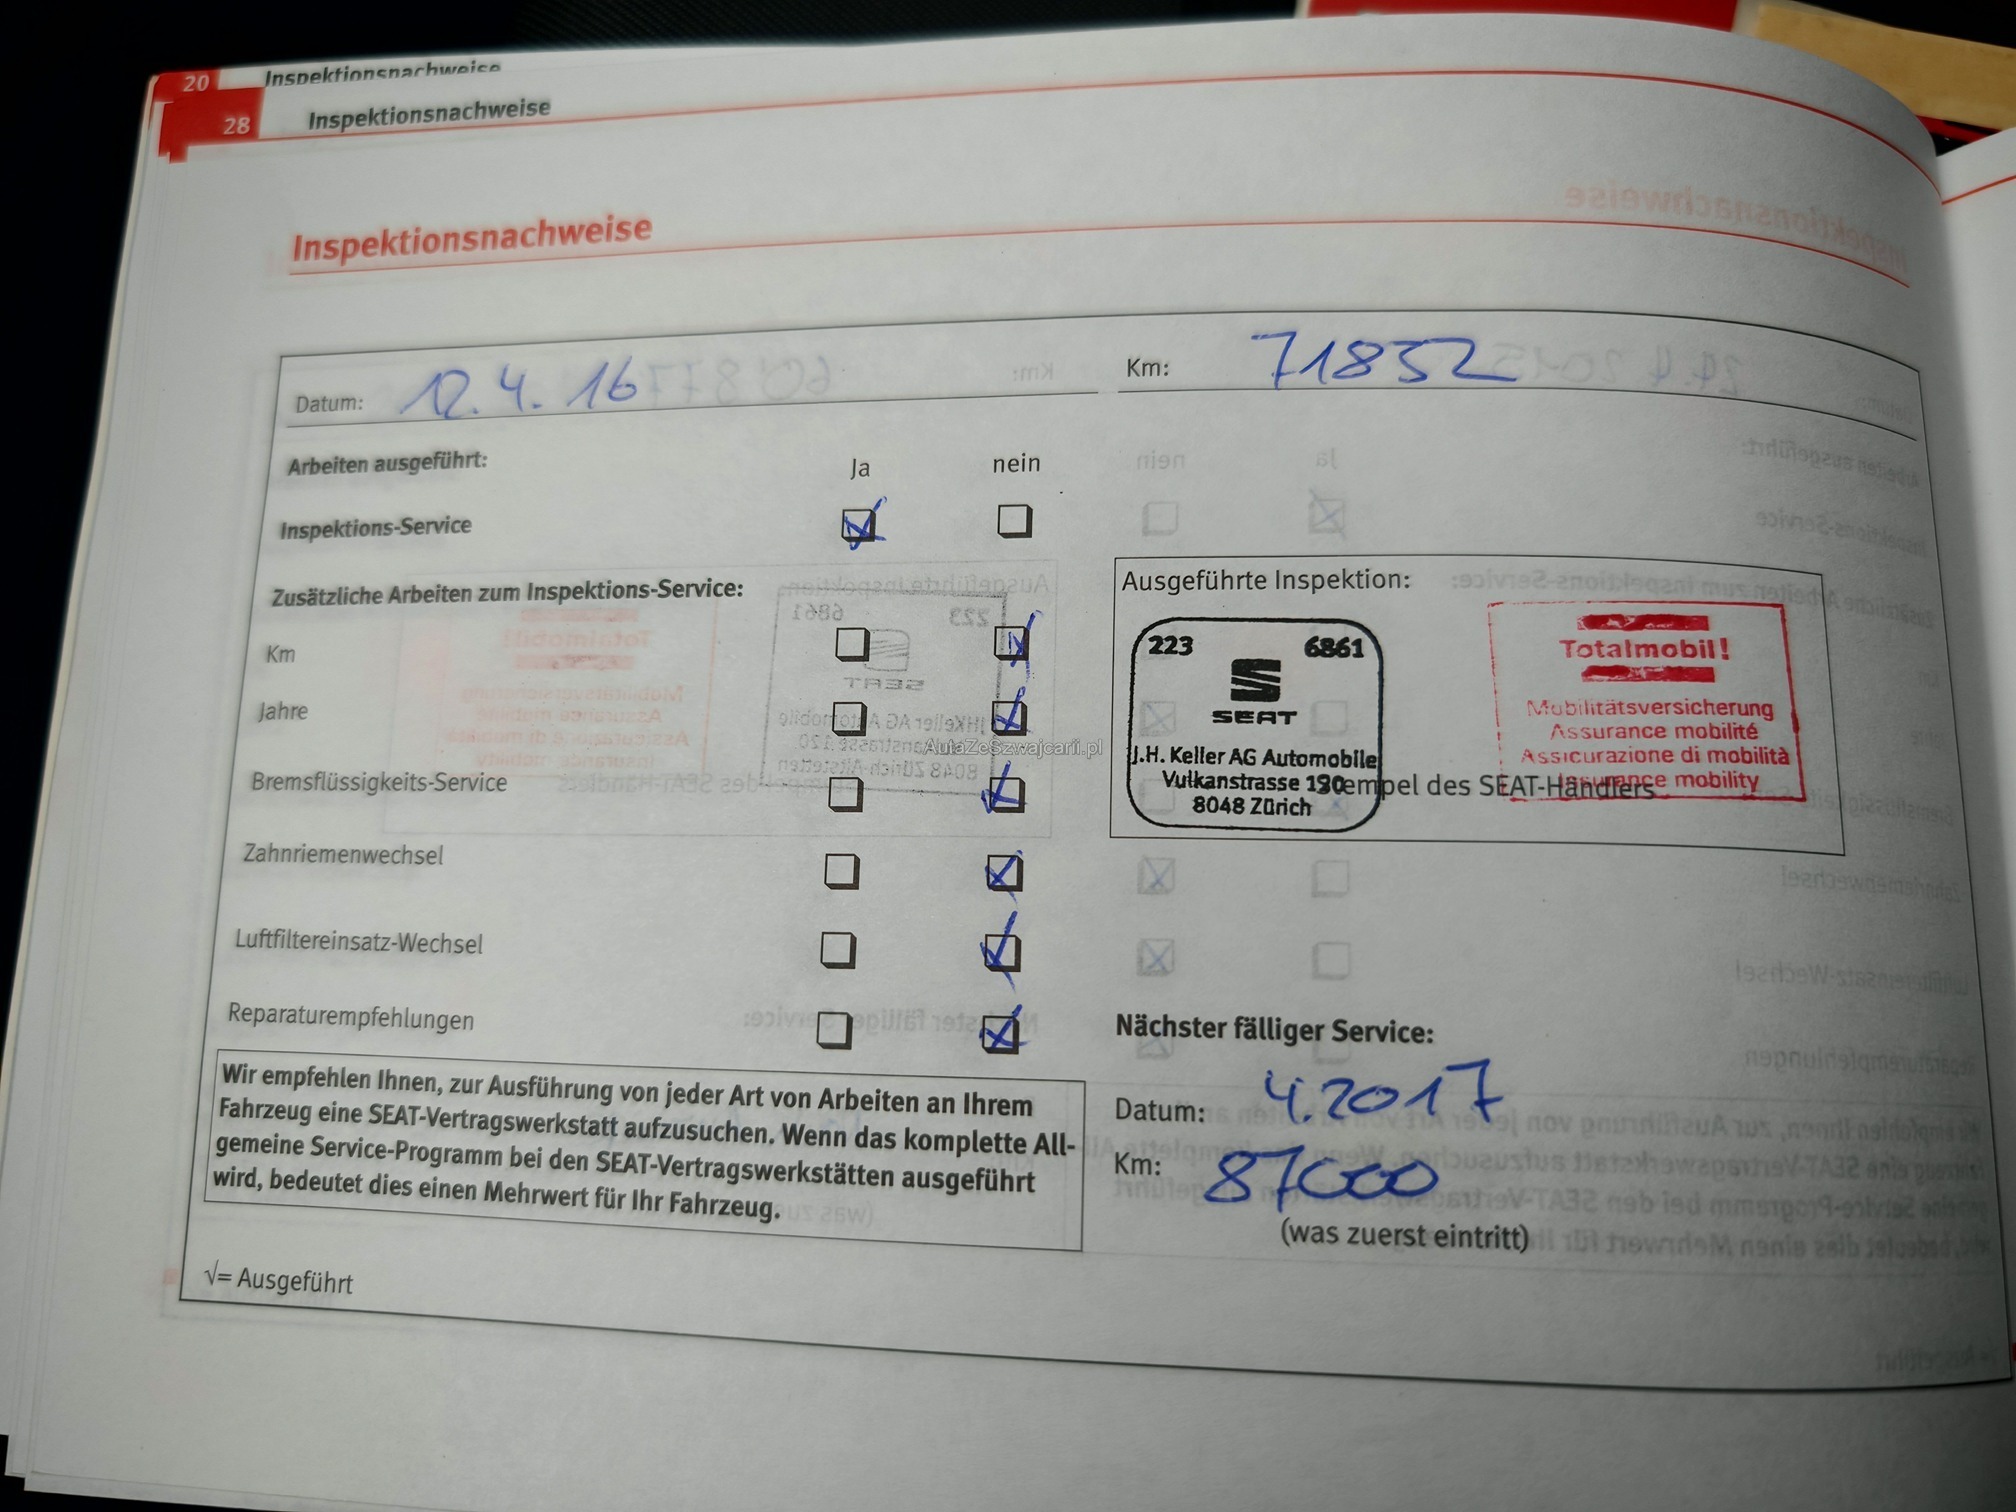 20 Inspektionsnachweise
28 Inspektionsnachweise
Inspektionsnachweise
Datum: 12.4.16 Km: 71852
Arbeiten ausgeführt: Ja nein
Inspektions-Service
Zusätzliche Arbeiten zum Inspektions-Service:
Km
Jahre
Bremsflüssigkeits-Service
Zahnriemenwechsel
Luftfiltereinsatz-Wechsel
Reparaturempfehlungen
Wir empfehlen Ihnen, zur Ausführung von jeder Art von Arbeiten an Ihrem
Fahrzeug eine SEAT-Vertragswerkstatt aufzusuchen. Wenn das komplette All-
gemeine Service-Programm bei den SEAT-Vertragswerkstätten ausgeführt
wird, bedeutet dies einen Mehrwert für Ihr Fahrzeug.
√= Ausgeführt
Ausgeführte Inspektion:
223 6861
SEAT
J.H. Keller AG Automobile
Vulkanstrasse
8048 Zürich
Stempel des SEAT-Händlers
Totalmobil!
Mobilitätsversicherung
Assurance mobilité
Assicurazione di mobilità
Insurance mobility
Nächster fälliger Service:
Datum: 4.2017
Km: 87000
(was zuerst eintritt)
AutaZeSzwajcarii.pl